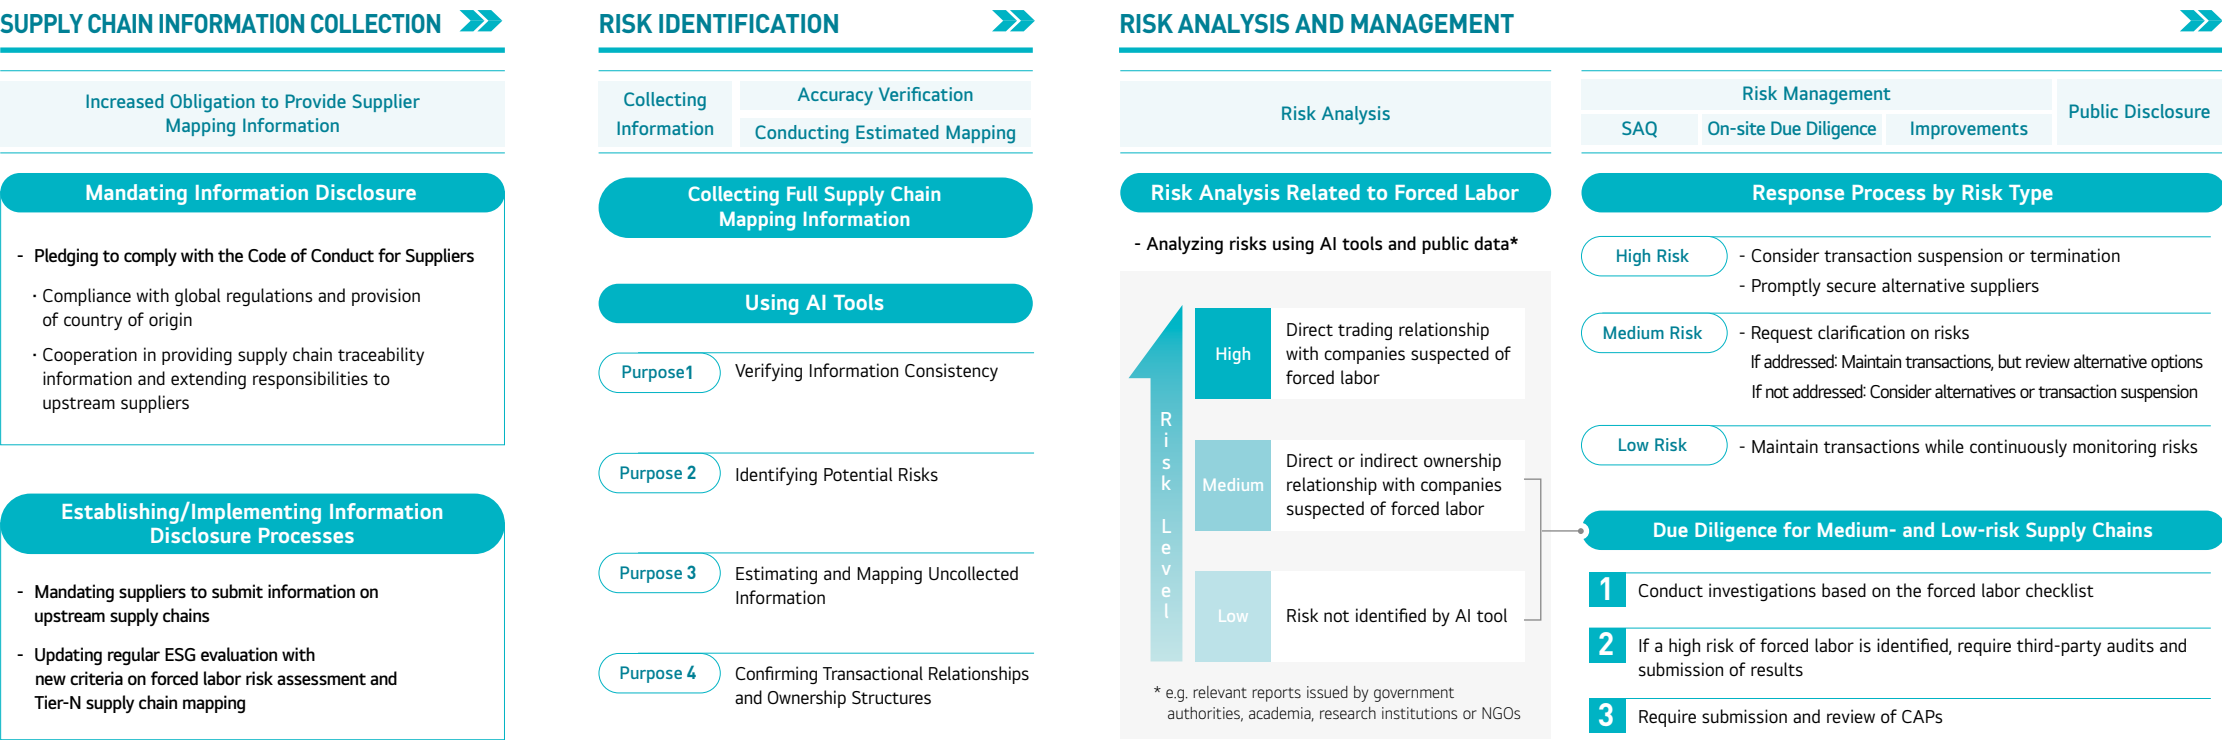 SUPPLY CHAIN INFORMATION COLLECTION
Increased Obligation to Provide Supplier
Mapping Information
Mandating Information Disclosure
- Pledging to comply with the Code of Conduct for Suppliers
· Compliance with global regulations and provision
of country of origin
· Cooperation in providing supply chain traceability
information and extending responsibilities to
upstream suppliers
Establishing/Implementing Information
Disclosure Processes
- Mandating suppliers to submit information on
upstream supply chains
- Updating regular ESG evaluation with
new criteria on forced labor risk assessment and
Tier-N supply chain mapping
RISK IDENTIFICATION
Collecting
Information
Accuracy Verification
Conducting Estimated Mapping
Collecting Full Supply Chain
Mapping Information
Using AI Tools
Purpose1
Verifying Information Consistency
Purpose 2
Identifying Potential Risks
Purpose 3
Estimating and Mapping Uncollected
Information
Purpose 4
Confirming Transactional Relationships
and Ownership Structures
RISK ANALYSIS AND MANAGEMENT
Risk Analysis
Risk Analysis Related to Forced Labor
- Analyzing risks using AI tools and public data*
Risk Level
High
Direct trading relationship
with companies suspected of
forced labor
Medium
Direct or indirect ownership
relationship with companies
suspected of forced labor
Low
Risk not identified by AI tool
* e.g. relevant reports issued by government
authorities, academia, research institutions or NGOs
Risk Management
SAQ
On-site Due Diligence
Improvements
Public Disclosure
Response Process by Risk Type
High Risk
- Consider transaction suspension or termination
- Promptly secure alternative suppliers
Medium Risk
- Request clarification on risks
If addressed: Maintain transactions, but review alternative options
If not addressed: Consider alternatives or transaction suspension
Low Risk
- Maintain transactions while continuously monitoring risks
Due Diligence for Medium- and Low-risk Supply Chains
1 Conduct investigations based on the forced labor checklist
2 If a high risk of forced labor is identified, require third-party audits and
submission of results
3 Require submission and review of CAPs